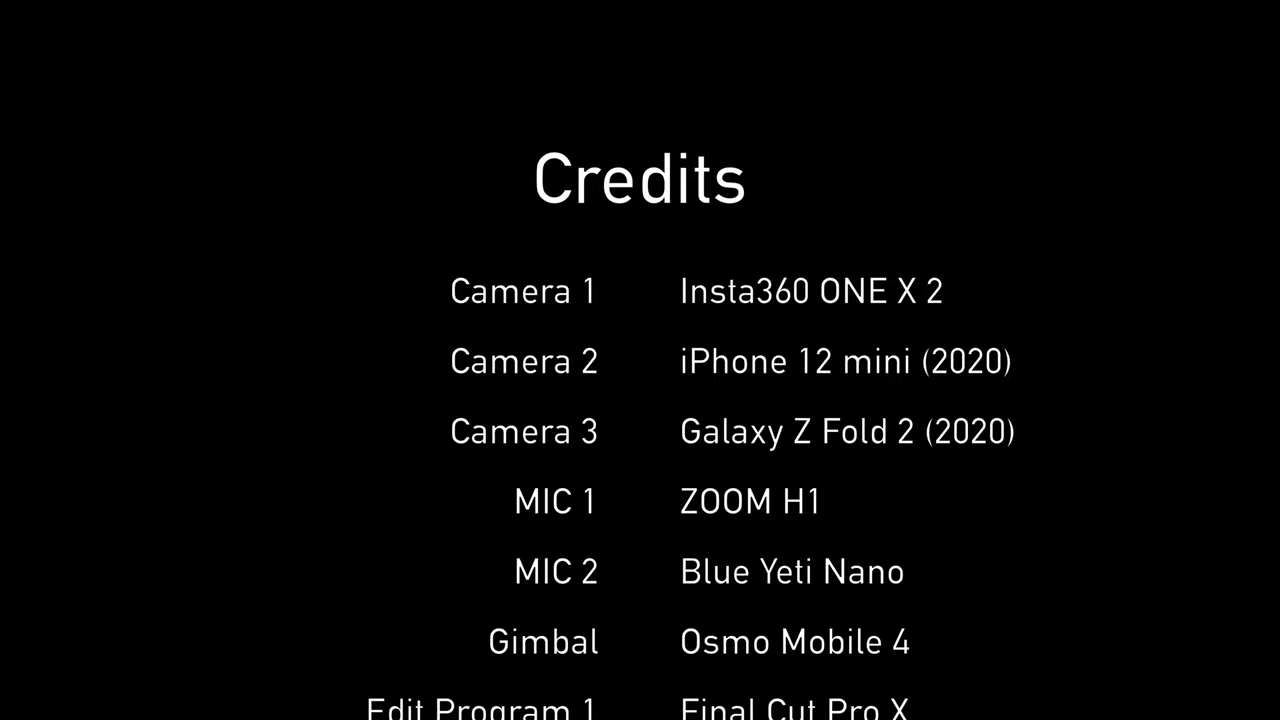 Credits
Camera 1 Insta360 ONE X 2
Camera 2 iPhone 12 mini (2020)
Camera 3 Galaxy Z Fold 2 (2020)
MIC 1 ZOOM H1
MIC 2 Blue Yeti Nano
Gimbal Osmo Mobile 4
Edit Program 1 Final Cut Pro X